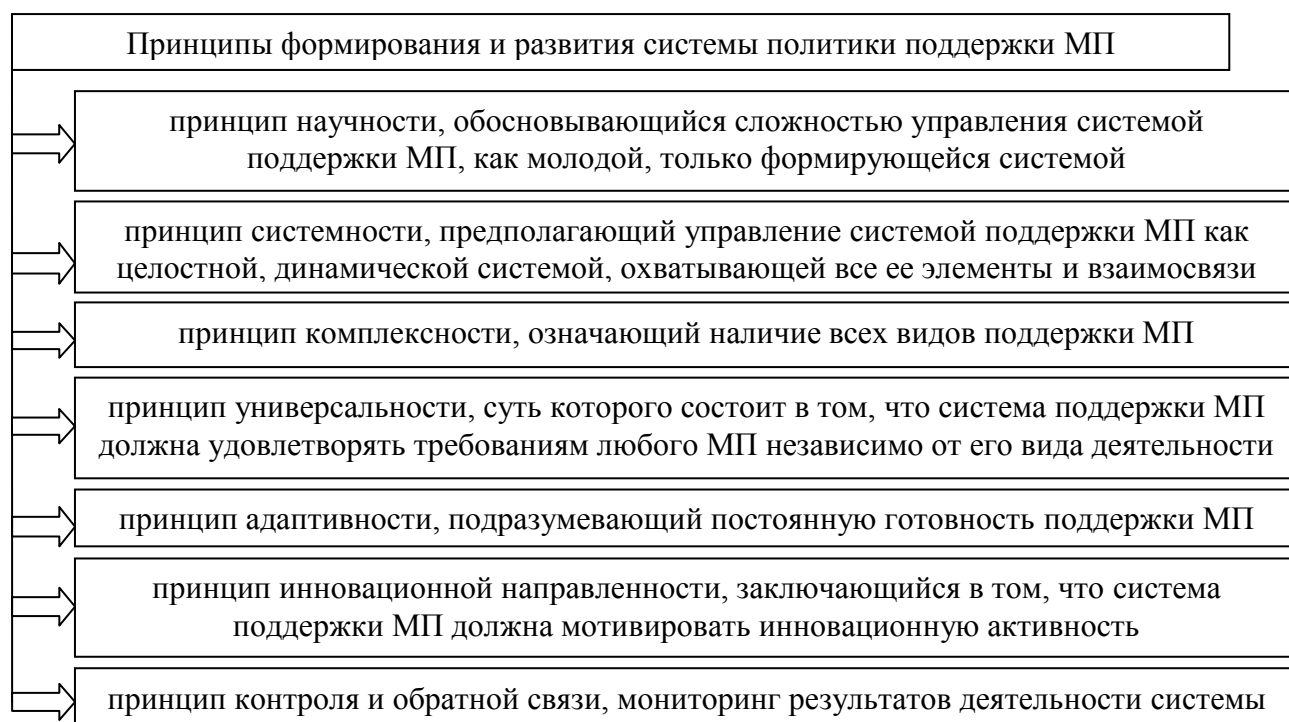 Принципы формирования и развития системы политики поддержки МП
принцип научности, обосновывающийся сложностью управления системой
поддержки МП, как молодой, только формирующейся системой
принцип системности, предполагающий управление системой поддержки МП как
целостной, динамической системой, охватывающей все ее элементы и взаимосвязи
принцип комплексности, означающий наличие всех видов поддержки МП
принцип универсальности, суть которого состоит в том, что система поддержки МП
должна удовлетворять требованиям любого МП независимо от его вида деятельности
принцип адаптивности, подразумевающий постоянную готовность поддержки МП
принцип инновационной направленности, заключающийся в том, что система
поддержки МП должна мотивировать инновационную активность
принцип контроля и обратной связи, мониторинг результатов деятельности системы